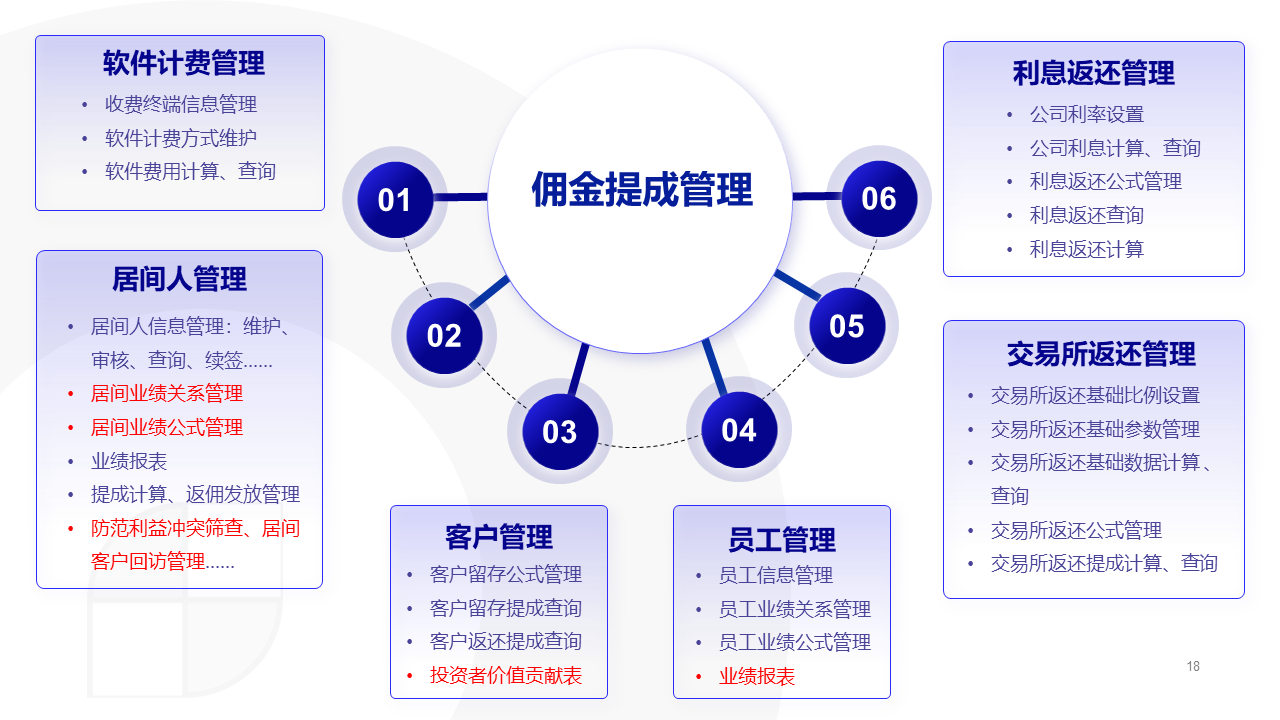 软件计费管理
• 收费终端信息管理
• 软件计费方式维护
• 软件费用计算、查询
居间人管理
• 居间人信息管理：维护、
审核、查询、续签……
• 居间业绩关系管理
• 居间业绩公式管理
• 业绩报表
• 提成计算、返佣发放管理
• 防范利益冲突筛查、居间
客户回访管理……
佣金提成管理
01
02
03
04
05
06
客户管理
• 客户留存公式管理
• 客户留存提成查询
• 客户返还提成查询
• 投资者价值贡献表
员工管理
• 员工信息管理
• 员工业绩关系管理
• 员工业绩公式管理
• 业绩报表
利息返还管理
• 公司利率设置
• 公司利息计算、查询
• 利息返还公式管理
• 利息返还查询
• 利息返还计算
交易所返还管理
• 交易所返还基础比例设置
• 交易所返还基础参数管理
• 交易所返还基础数据计算、
查询
• 交易所返还公式管理
• 交易所返还提成计算、查询
18